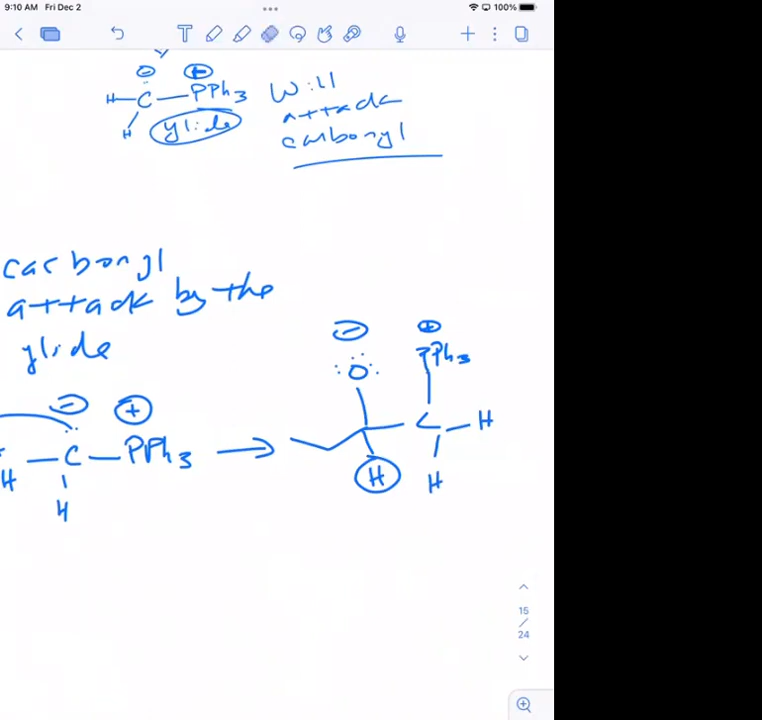 9:10 AM Fri Dec 2
100%
⊖ ⊕
H—C—PPh3 Will
H ylide attack
carbonyl
carbonyl
attack by the
ylide
⊖ ⊕
:O: PPh3
⊖ ⊕
H—C—PPh3 → C—H
H H H
15
/
24